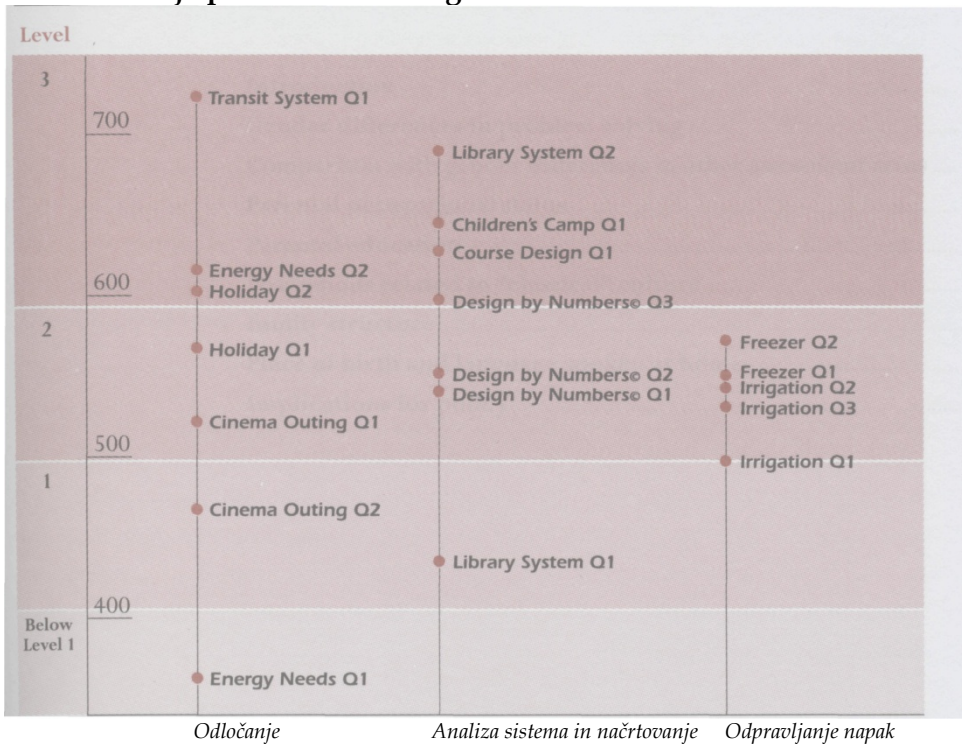 Level
3
Transit System Q1
700
Library System Q2
Children's Camp Q1
Course Design Q1
Energy Needs Q2
600
Holiday Q2
Design by Numbers© Q3
2
Freezer Q2
Holiday Q1
Freezer Q1
Design by Numbers© Q2
Irrigation Q2
Design by Numbers© Q1
Irrigation Q3
Cinema Outing Q1
500
Irrigation Q1
1
Cinema Outing Q2
Library System Q1
400
Below
Level 1
Energy Needs Q1
Odločanje
Analiza sistema in načrtovanje
Odpravljanje napak